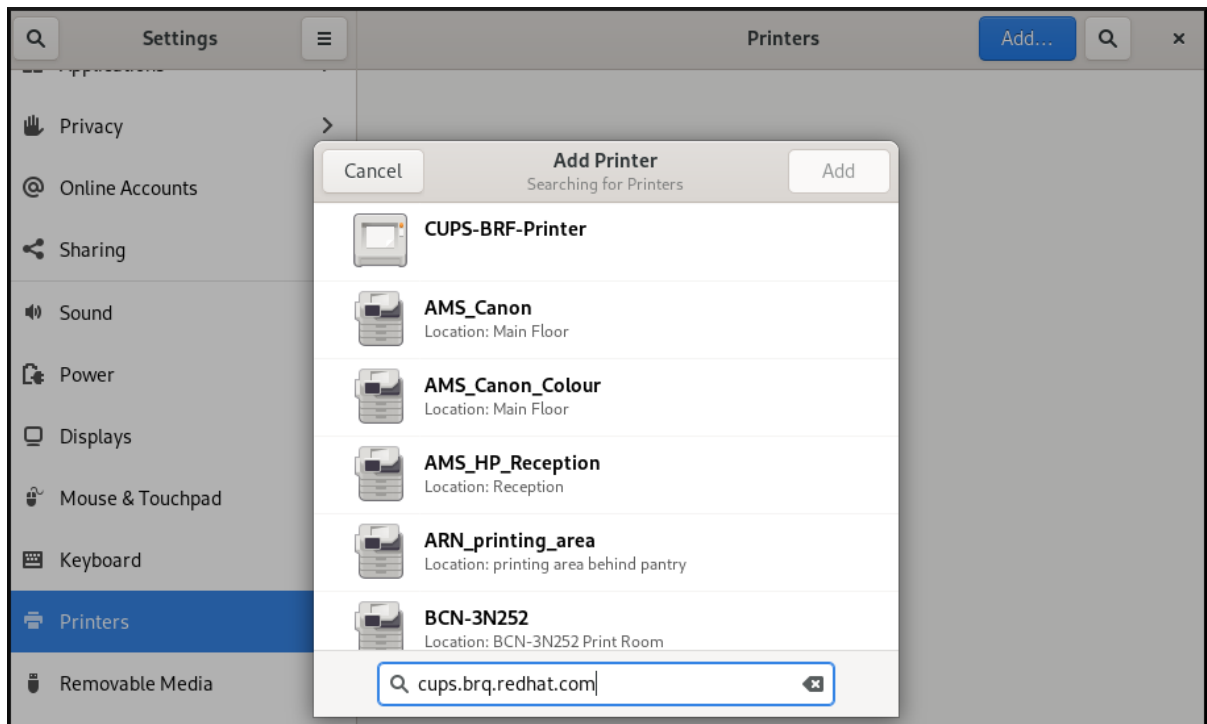 Settings
Printers
Add...
Applications
Privacy
Online Accounts
Sharing
Sound
Power
Displays
Mouse & Touchpad
Keyboard
Printers
Removable Media
Cancel
Add Printer
Searching for Printers
Add
CUPS-BRF-Printer
AMS_Canon
Location: Main Floor
AMS_Canon_Colour
Location: Main Floor
AMS_HP_Reception
Location: Reception
ARN_printing_area
Location: printing area behind pantry
BCN-3N252
Location: BCN-3N252 Print Room
cups.brq.redhat.com